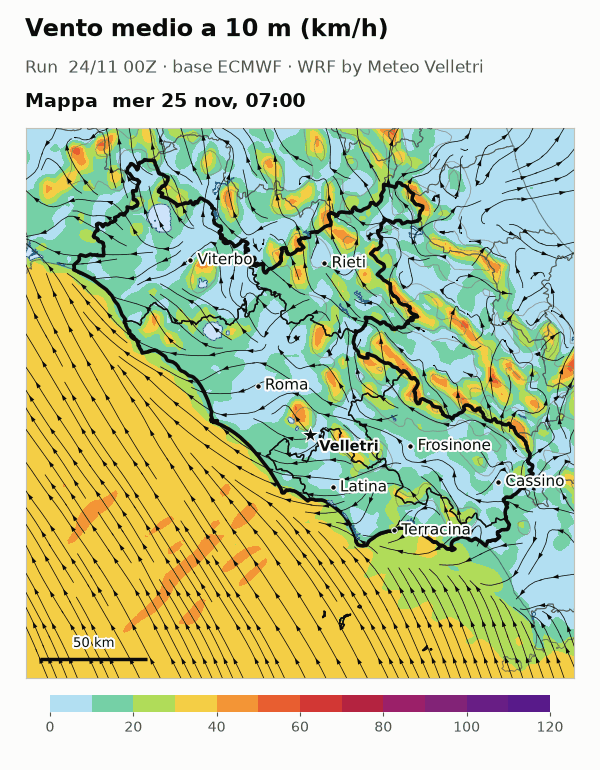 Vento medio a 10 m (km/h)
Run 24/11 00Z · base ECMWF · WRF by Meteo Velletri
Mappa mer 25 nov, 07:00
Viterbo
Rieti
Roma
Velletri
Frosinone
Latina
Cassino
Terracina
50 km
0 20 40 60 80 100 120